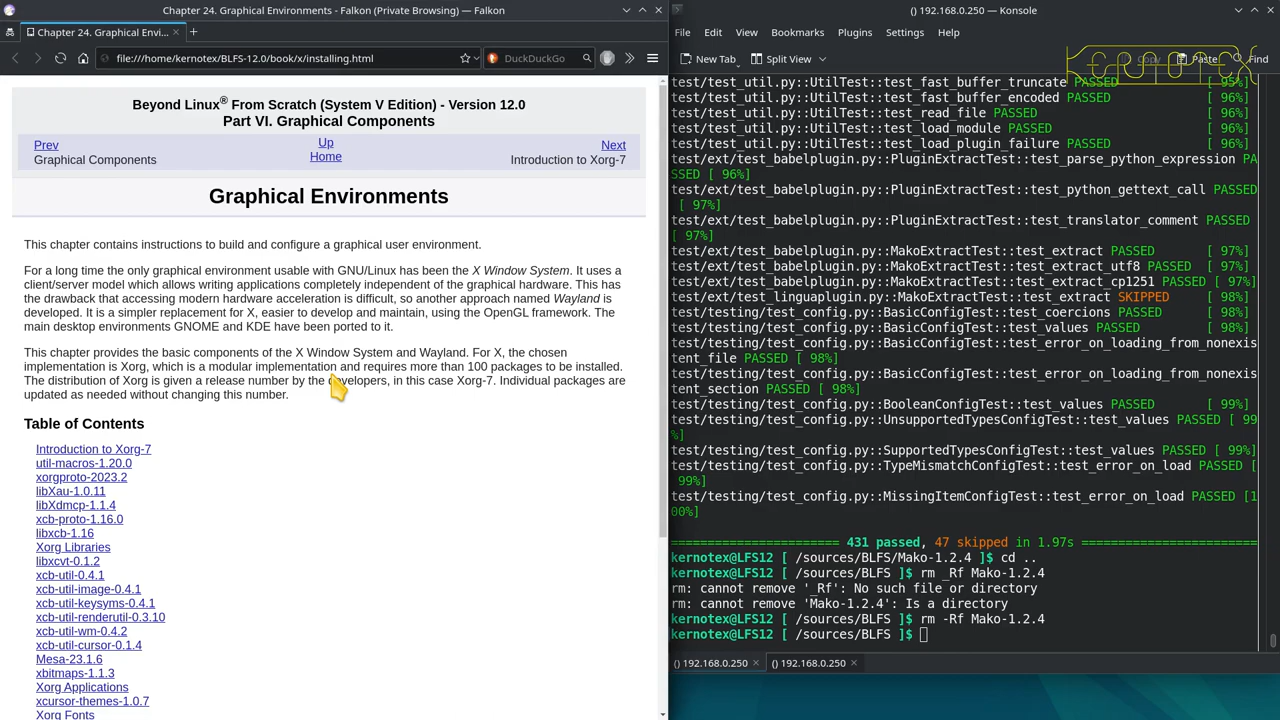 Chapter 24. Graphical Environments - Falkon (Private Browsing) — Falkon
Chapter 24. Graphical Envi...
file:///home/kernotex/BLFS-12.0/book/x/installing.html
DuckDuckGo
Beyond Linux® From Scratch (System V Edition) - Version 12.0
Part VI. Graphical Components
Prev
Up
Next
Graphical Components
Home
Introduction to Xorg-7
Graphical Environments
This chapter contains instructions to build and configure a graphical user environment.
For a long time the only graphical environment usable with GNU/Linux has been the X Window System. It uses a
client/server model which allows writing applications completely independent of the graphical hardware. This has
the drawback that accessing modern hardware acceleration is difficult, so another approach named Wayland is
developed. It is a simpler replacement for X, easier to develop and maintain, using the OpenGL framework. The
main desktop environments GNOME and KDE have been ported to it.
This chapter provides the basic components of the X Window System and Wayland. For X, the chosen
implementation is Xorg, which is a modular implementation and requires more than 100 packages to be installed.
The distribution of Xorg is given a release number by the developers, in this case Xorg-7. Individual packages are
updated as needed without changing this number.
Table of Contents
Introduction to Xorg-7
util-macros-1.20.0
xorgproto-2023.2
libXau-1.0.11
libXdmcp-1.1.4
xcb-proto-1.16.0
libxcb-1.16
Xorg Libraries
libxcvt-0.1.2
xcb-util-0.4.1
xcb-util-image-0.4.1
xcb-util-keysyms-0.4.1
xcb-util-renderutil-0.3.10
xcb-util-wm-0.4.2
xcb-util-cursor-0.1.4
Mesa-23.1.6
xbitmaps-1.1.3
Xorg Applications
xcursor-themes-1.0.7
Xorg Fonts
() 192.168.0.250 — Konsole
File Edit View Bookmarks Plugins Settings Help
New Tab Split View Copy Paste Find
Kernotex
test/test_util.py::UtilTest::test_fast_buffer_truncate PASSED [ 95%]
test/test_util.py::UtilTest::test_fast_buffer_encoded PASSED [ 96%]
test/test_util.py::UtilTest::test_read_file PASSED [ 96%]
test/test_util.py::UtilTest::test_load_module PASSED [ 96%]
test/test_util.py::UtilTest::test_load_plugin_failure PASSED [ 96%]
test/ext/test_babelplugin.py::PluginExtractTest::test_parse_python_expression PA
SSED [ 96%]
test/ext/test_babelplugin.py::PluginExtractTest::test_python_gettext_call PASSED
[ 97%]
test/ext/test_babelplugin.py::PluginExtractTest::test_translator_comment PASSED
[ 97%]
test/ext/test_babelplugin.py::MakoExtractTest::test_extract PASSED [ 97%]
test/ext/test_babelplugin.py::MakoExtractTest::test_extract_utf8 PASSED [ 97%]
test/ext/test_babelplugin.py::MakoExtractTest::test_extract_cp1251 PASSED [ 97%]
test/ext/test_linguaplugin.py::MakoExtractTest::test_extract SKIPPED [ 98%]
test/testing/test_config.py::BasicConfigTest::test_coercions PASSED [ 98%]
test/testing/test_config.py::BasicConfigTest::test_values PASSED [ 98%]
test/testing/test_config.py::BasicConfigTest::test_error_on_loading_from_nonexis
tent_file PASSED [ 98%]
test/testing/test_config.py::BasicConfigTest::test_error_on_loading_from_nonexis
tent_section PASSED [ 98%]
test/testing/test_config.py::BooleanConfigTest::test_values PASSED [ 99%]
test/testing/test_config.py::UnsupportedTypesConfigTest::test_values PASSED [ 99
%]
test/testing/test_config.py::SupportedTypesConfigTest::test_values PASSED [ 99%]
test/testing/test_config.py::TypeMismatchConfigTest::test_error_on_load PASSED [
99%]
test/testing/test_config.py::MissingItemConfigTest::test_error_on_load PASSED [1
00%]
====================== 431 passed, 47 skipped in 1.97s =======================
kernotex@LFS12 [ /sources/BLFS/Mako-1.2.4 ]$ cd ..
kernotex@LFS12 [ /sources/BLFS ]$ rm _Rf Mako-1.2.4
rm: cannot remove '_Rf': No such file or directory
rm: cannot remove 'Mako-1.2.4': Is a directory
kernotex@LFS12 [ /sources/BLFS ]$ rm -Rf Mako-1.2.4
kernotex@LFS12 [ /sources/BLFS ]$
() 192.168.0.250 () 192.168.0.250